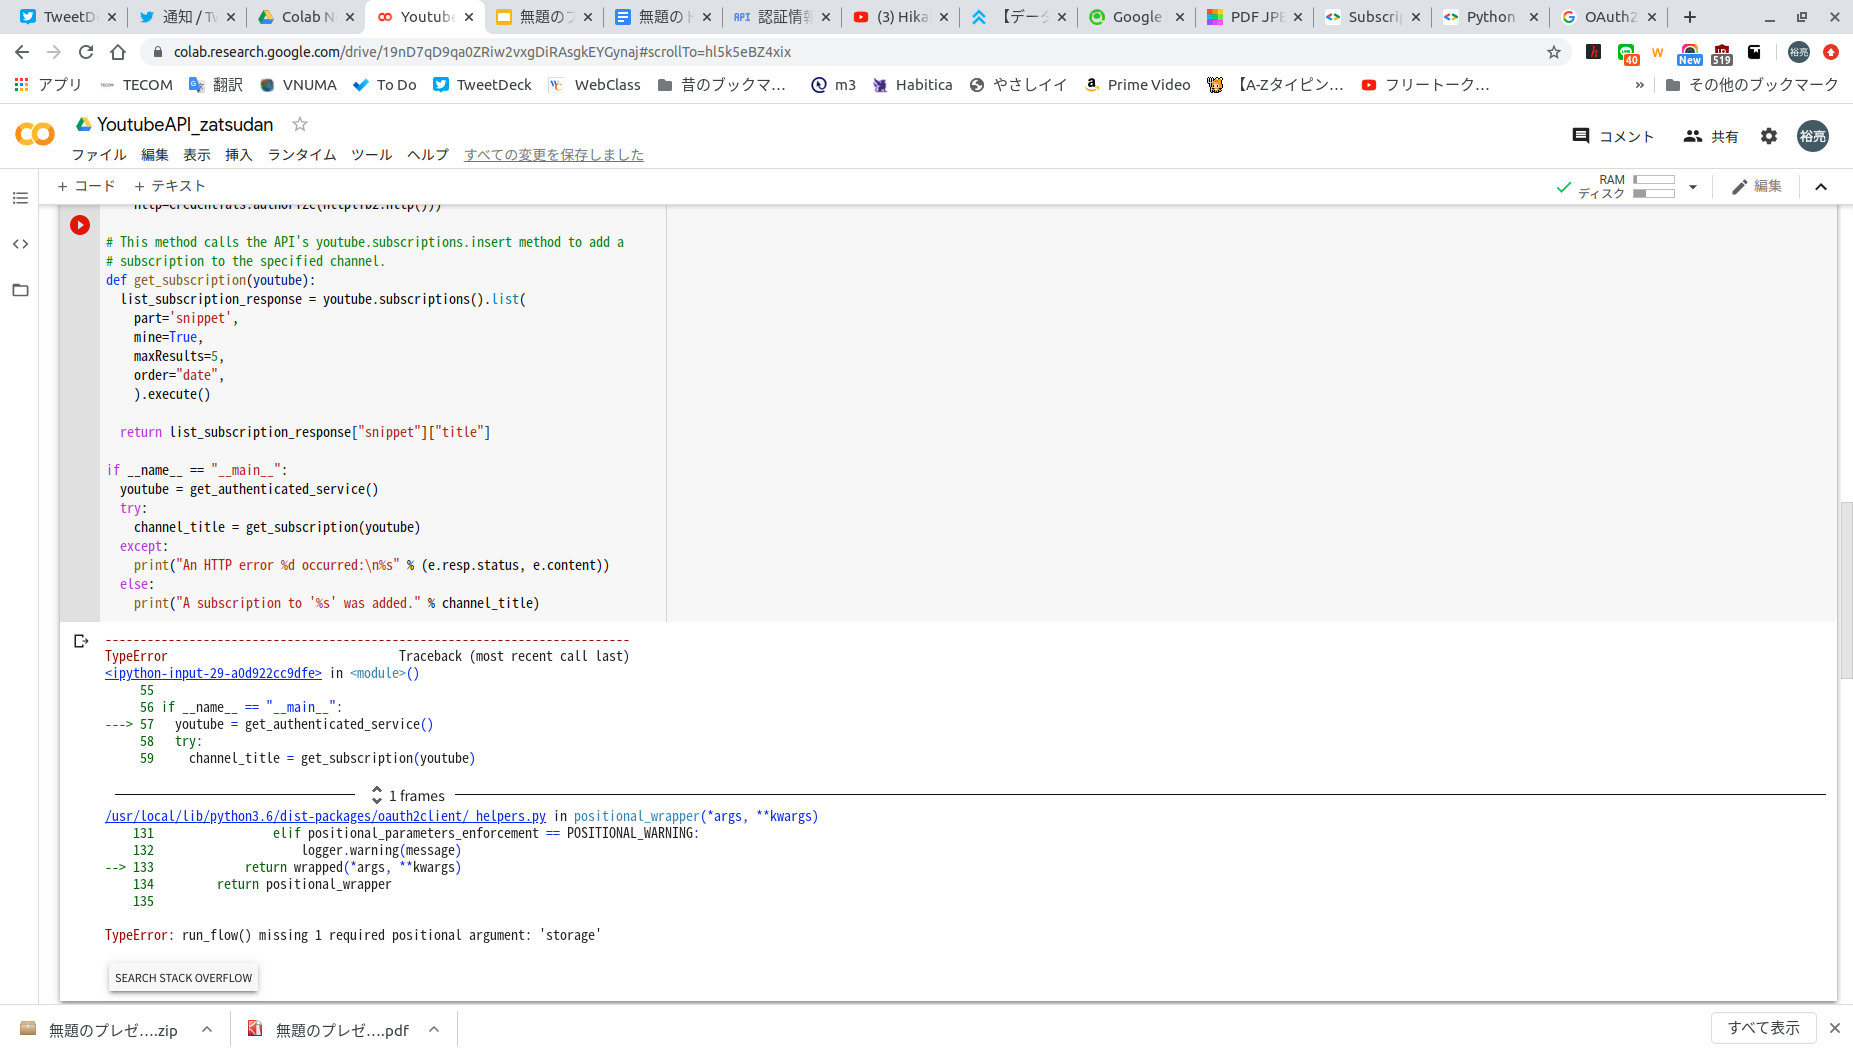 TweetD
通知 / Tw
Colab N
Youtube
無題のプ
無題のド
API 認証情報
(3) Hika
【データ
Google
PDF JPE
Subscri
Python
OAuth2
colab.research.google.com/drive/19nD7qD9qa0ZRiw2vxgDiRAsgkEYGynaj#scrollTo=hl5k5eBZ4xix
40
New
519
裕亮
アプリ TECOM 翻訳 VNUMA To Do TweetDeck WebClass 昔のブックマ... m3 Habitica やさしイイ Prime Video 【A-Zタイピン... フリートーク... » その他のブックマーク
YoutubeAPI_zatsudan
コメント 共有 裕亮
ファイル 編集 表示 挿入 ランタイム ツール ヘルプ すべての変更を保存しました
+ コード + テキスト
RAM
ディスク
編集
http=credentials.authorize(httplib2.Http()))
# This method calls the API's youtube.subscriptions.insert method to add a
# subscription to the specified channel.
def get_subscription(youtube):
list_subscription_response = youtube.subscriptions().list(
part='snippet',
mine=True,
maxResults=5,
order="date",
).execute()
return list_subscription_response["snippet"]["title"]
if __name__ == "__main__":
youtube = get_authenticated_service()
try:
channel_title = get_subscription(youtube)
except:
print("An HTTP error %d occurred:\n%s" % (e.resp.status, e.content))
else:
print("A subscription to '%s' was added." % channel_title)
---------------------------------------------------------------------------
TypeError Traceback (most recent call last)
<ipython-input-29-a0d922cc9dfe> in <module>()
55
56 if __name__ == "__main__":
---> 57 youtube = get_authenticated_service()
58 try:
59 channel_title = get_subscription(youtube)
1 frames
/usr/local/lib/python3.6/dist-packages/oauth2client/_helpers.py in positional_wrapper(*args, **kwargs)
131 elif positional_parameters_enforcement == POSITIONAL_WARNING:
132 logger.warning(message)
--> 133 return wrapped(*args, **kwargs)
134 return positional_wrapper
135
TypeError: run_flow() missing 1 required positional argument: 'storage'
SEARCH STACK OVERFLOW
無題のプレゼ....zip
無題のプレゼ....pdf
すべて表示